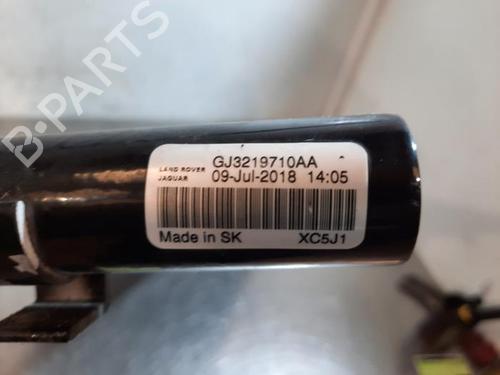 B-PARTS
GJ3219710AA
LAND ROVER
JAGUAR
09-Jul-2018 14:05
Made in SK
XC5J1